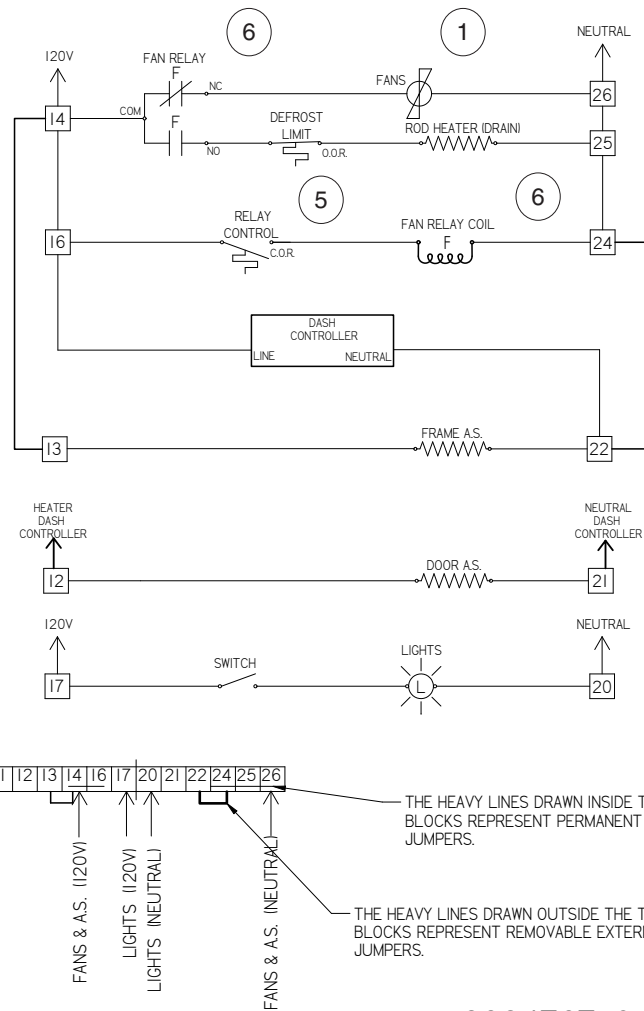 6
1
120V
FAN RELAY
F
NC
FANS
NEUTRAL
26
14
COM
F
NO
DEFROST
LIMIT
O.O.R.
ROD HEATER (DRAIN)
25
5
6
16
RELAY
CONTROL
C.O.R.
FAN RELAY COIL
F
24
DASH
CONTROLLER
LINE
NEUTRAL
13
FRAME A.S.
22
HEATER
DASH
CONTROLLER
NEUTRAL
DASH
CONTROLLER
12
DOOR A.S.
21
120V
NEUTRAL
17
SWITCH
LIGHTS
L
20
12 13 14 16 17 20 21 22 24 25 26
FANS & A.S. (120V)
LIGHTS (120V)
LIGHTS (NEUTRAL)
FANS & A.S. (NEUTRAL)
THE HEAVY LINES DRAWN INSIDE
BLOCKS REPRESENT PERMANENT
JUMPERS.
THE HEAVY LINES DRAWN OUTSIDE THE
BLOCKS REPRESENT REMOVABLE
JUMPERS.